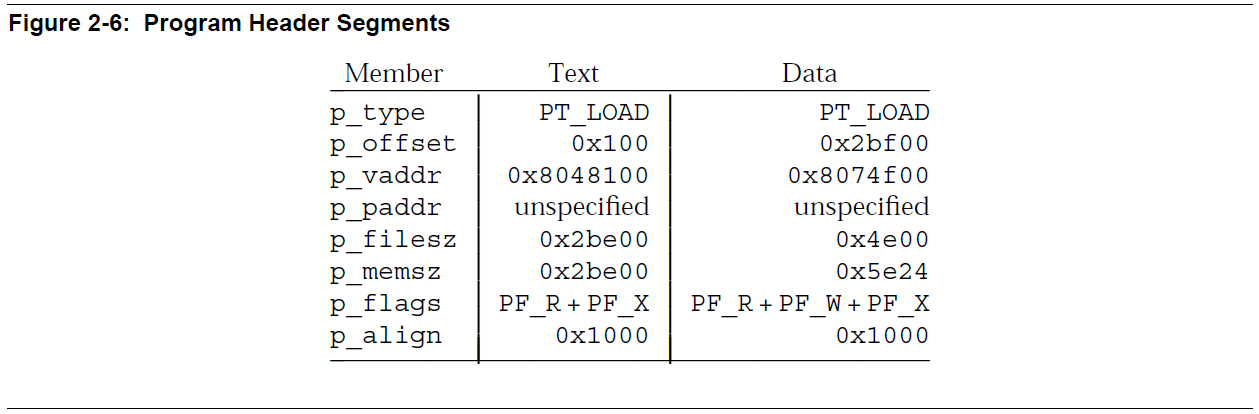 Figure 2-6: Program Header Segments
Member Text Data
p_type PT_LOAD PT_LOAD
p_offset 0x100 0x2bf00
p_vaddr 0x8048100 0x8074f00
p_paddr unspecified unspecified
p_filesz 0x2be00 0x4e00
p_memsz 0x2be00 0x5e24
p_flags PF_R + PF_X PF_R + PF_W + PF_X
p_align 0x1000 0x1000